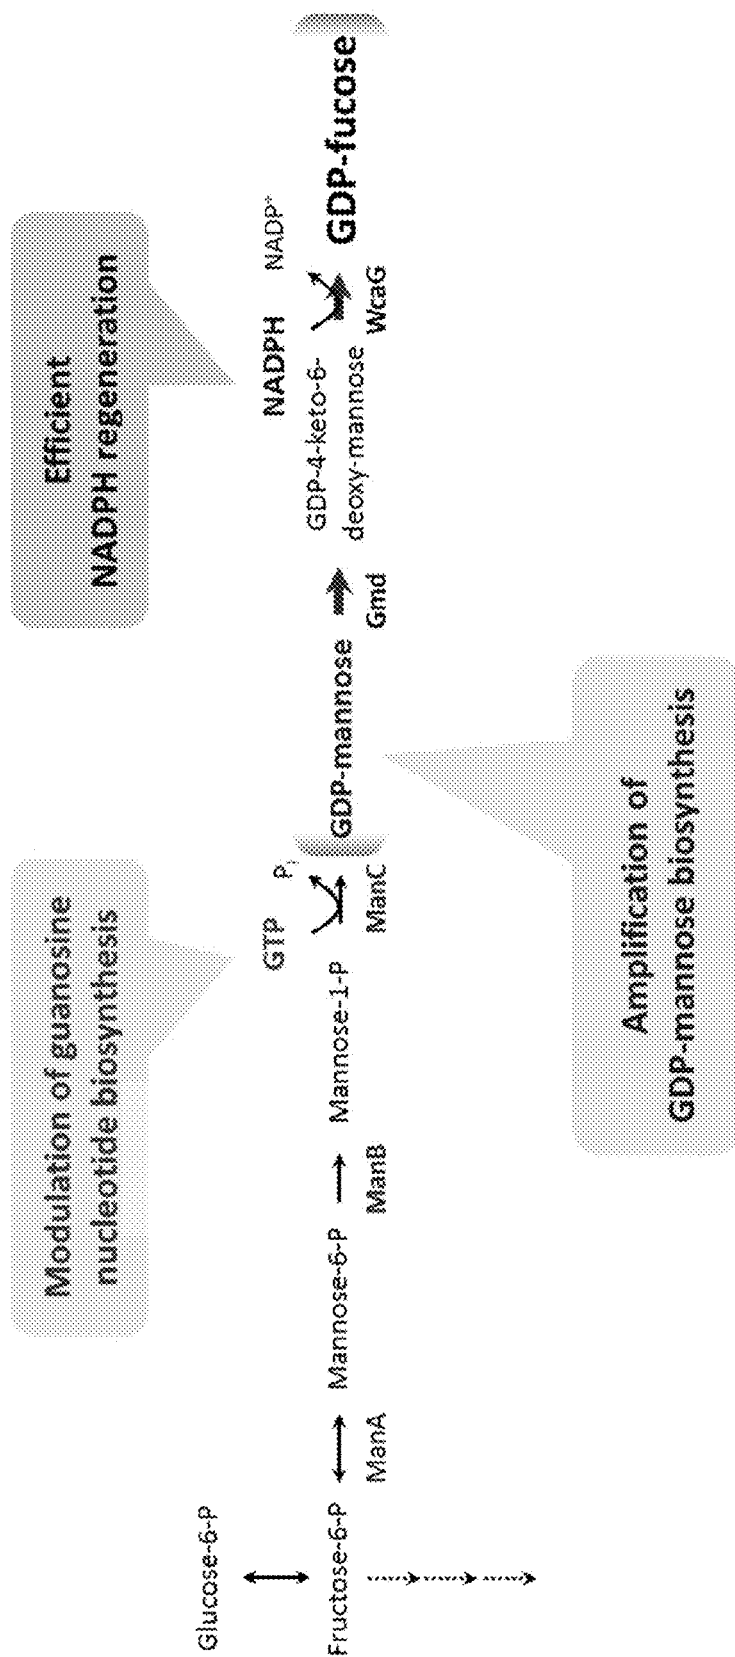 Modulation of guanosine
nucleotide biosynthesis
Efficient
NADPH regeneration
Glucose-6-P
GTP
Pi
NADPH
NADP+
Fructose-6-P
Mannose-6-P
Mannose-1-P
GDP-mannose
GDP-4-keto-6-
deoxy-mannose
GDP-fucose
ManA
ManB
ManC
Gmd
WcaG
Amplification of
GDP-mannose biosynthesis